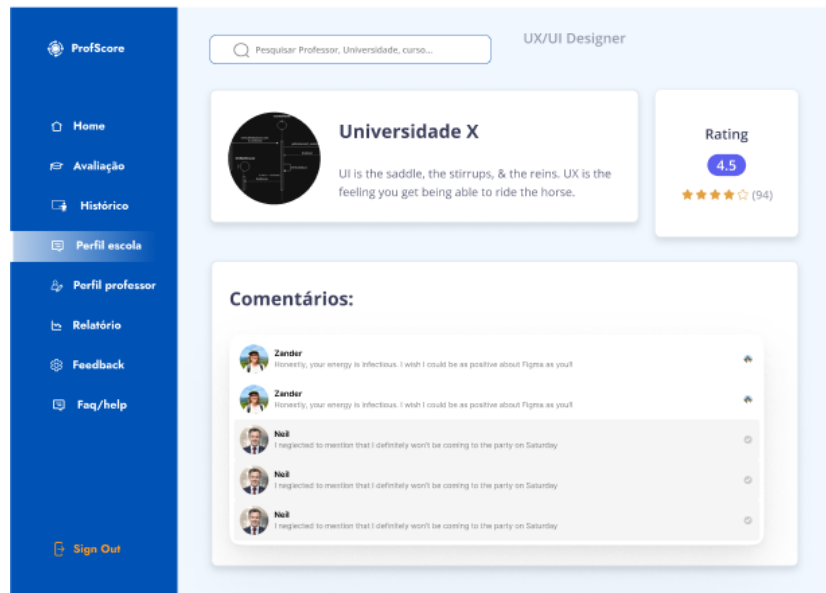 ProfScore
Home
Avaliação
Histórico
Perfil escola
Perfil professor
Relatório
Feedback
Faq/help
Sign Out
Pesquisar Professor, Universidade, curso...
UX/UI Designer
Universidade X
UI is the saddle, the stirrups, & the reins. UX is the
feeling you get being able to ride the horse.
Rating
4.5
(94)
Comentários:
Zander
Honestly, your energy is infectious. I wish I could be as positive about Figma as you!!
Zander
Honestly, your energy is infectious. I wish I could be as positive about Figma as you!!
Neil
I neglected to mention that I definitely won't be coming to the party on Saturday
Neil
I neglected to mention that I definitely won't be coming to the party on Saturday
Neil
I neglected to mention that I definitely won't be coming to the party on Saturday